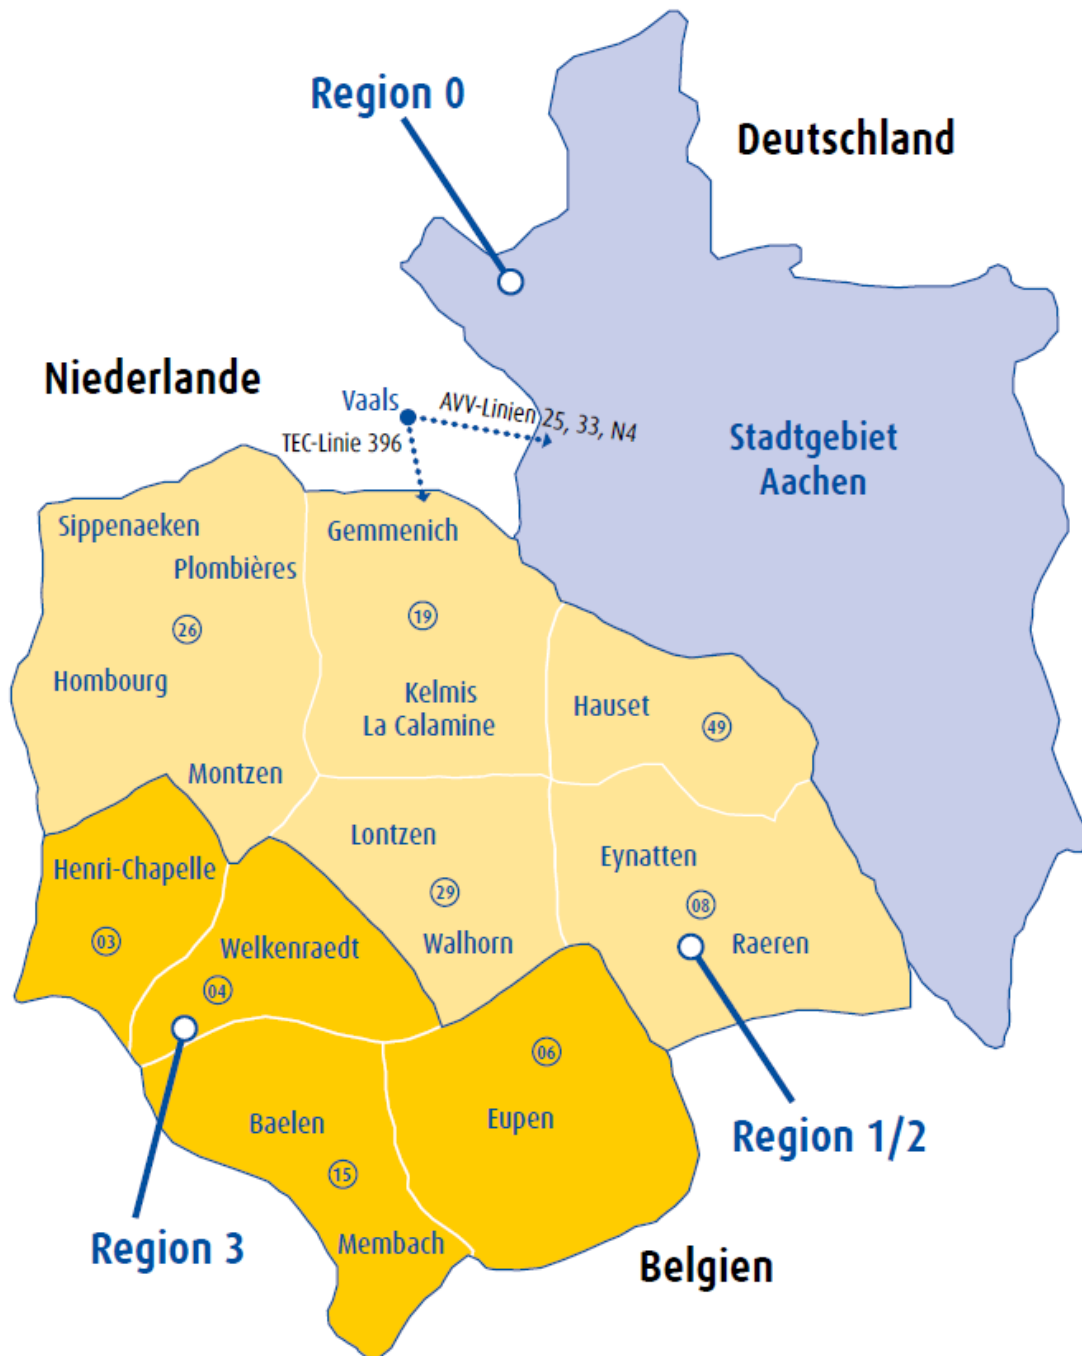 Region 0
Deutschland
Niederlande
Vaals
AVV-Linien 25, 33, N4
TEC-Linie 396
Stadtgebiet
Aachen
Sippenaeken
Gemmenich
Plombières
19
26
Hombourg
Kelmis
La Calamine
Hauset
49
Montzen
Lontzen
Eynatten
Henri-Chapelle
29
08
03
Welkenraedt
Walhorn
Raeren
04
06
Baelen
Eupen
Region 1/2
15
Region 3
Membach
Belgien